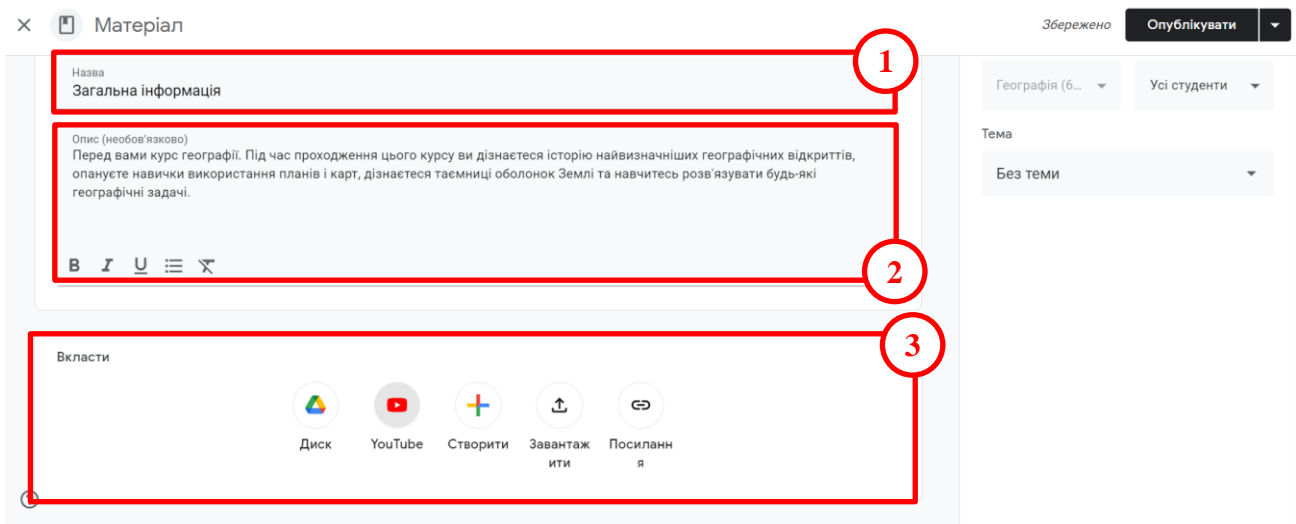 Матеріал
Збережено
Опублікувати
1
Назва
Загальна інформація
Географія (6...
Усі студенти
Опис (необов'язково)
Перед вами курс географії. Під час проходження цього курсу ви дізнаєтеся історію найвизначніших географічних відкриттів,
опануєте навички використання планів і карт, дізнаєтеся таємниці оболонок Землі та навчитесь розв'язувати будь-які
географічні задачі.
Тема
Без теми
B I U
2
3
Вкласти
Диск
YouTube
Створити
Завантаж
ити
Посиланн
я